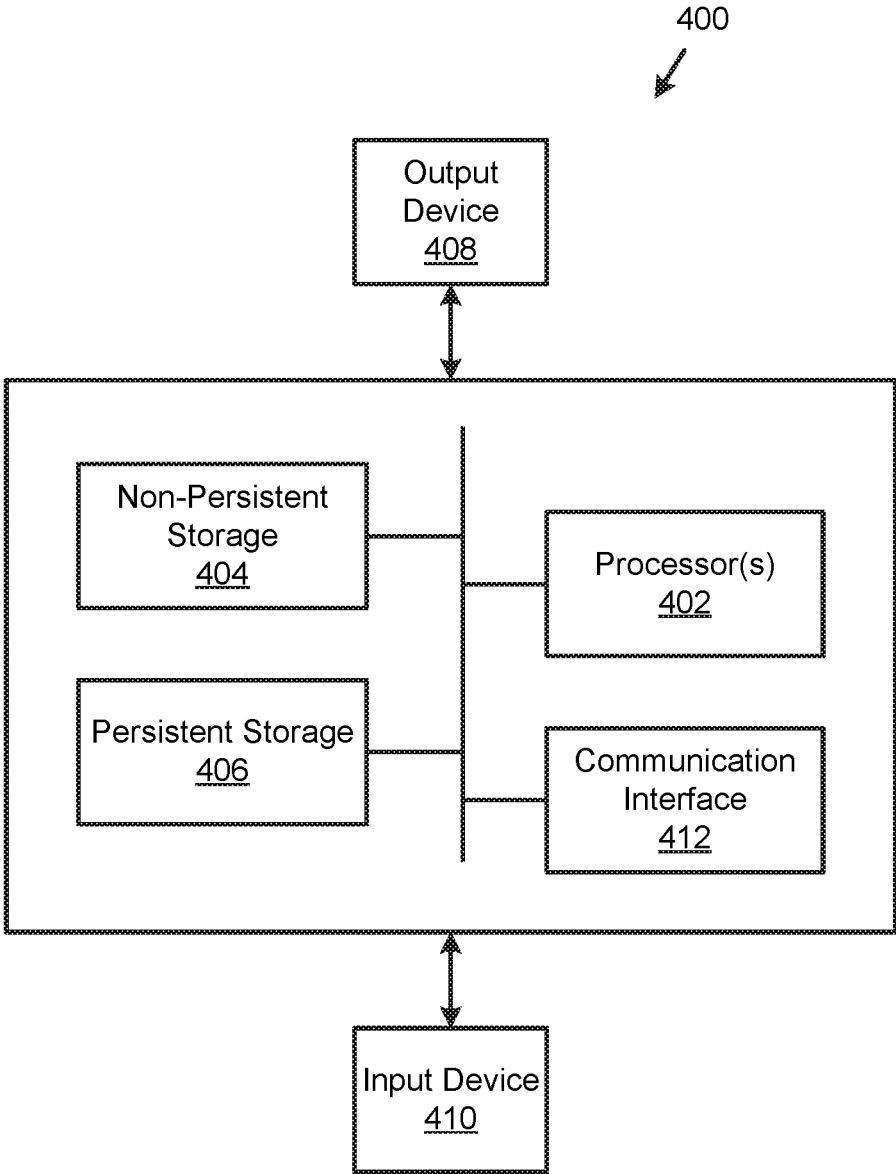 400
Output
Device
408
Non-Persistent
Storage
404
Processor(s)
402
Persistent Storage
406
Communication
Interface
412
Input Device
410